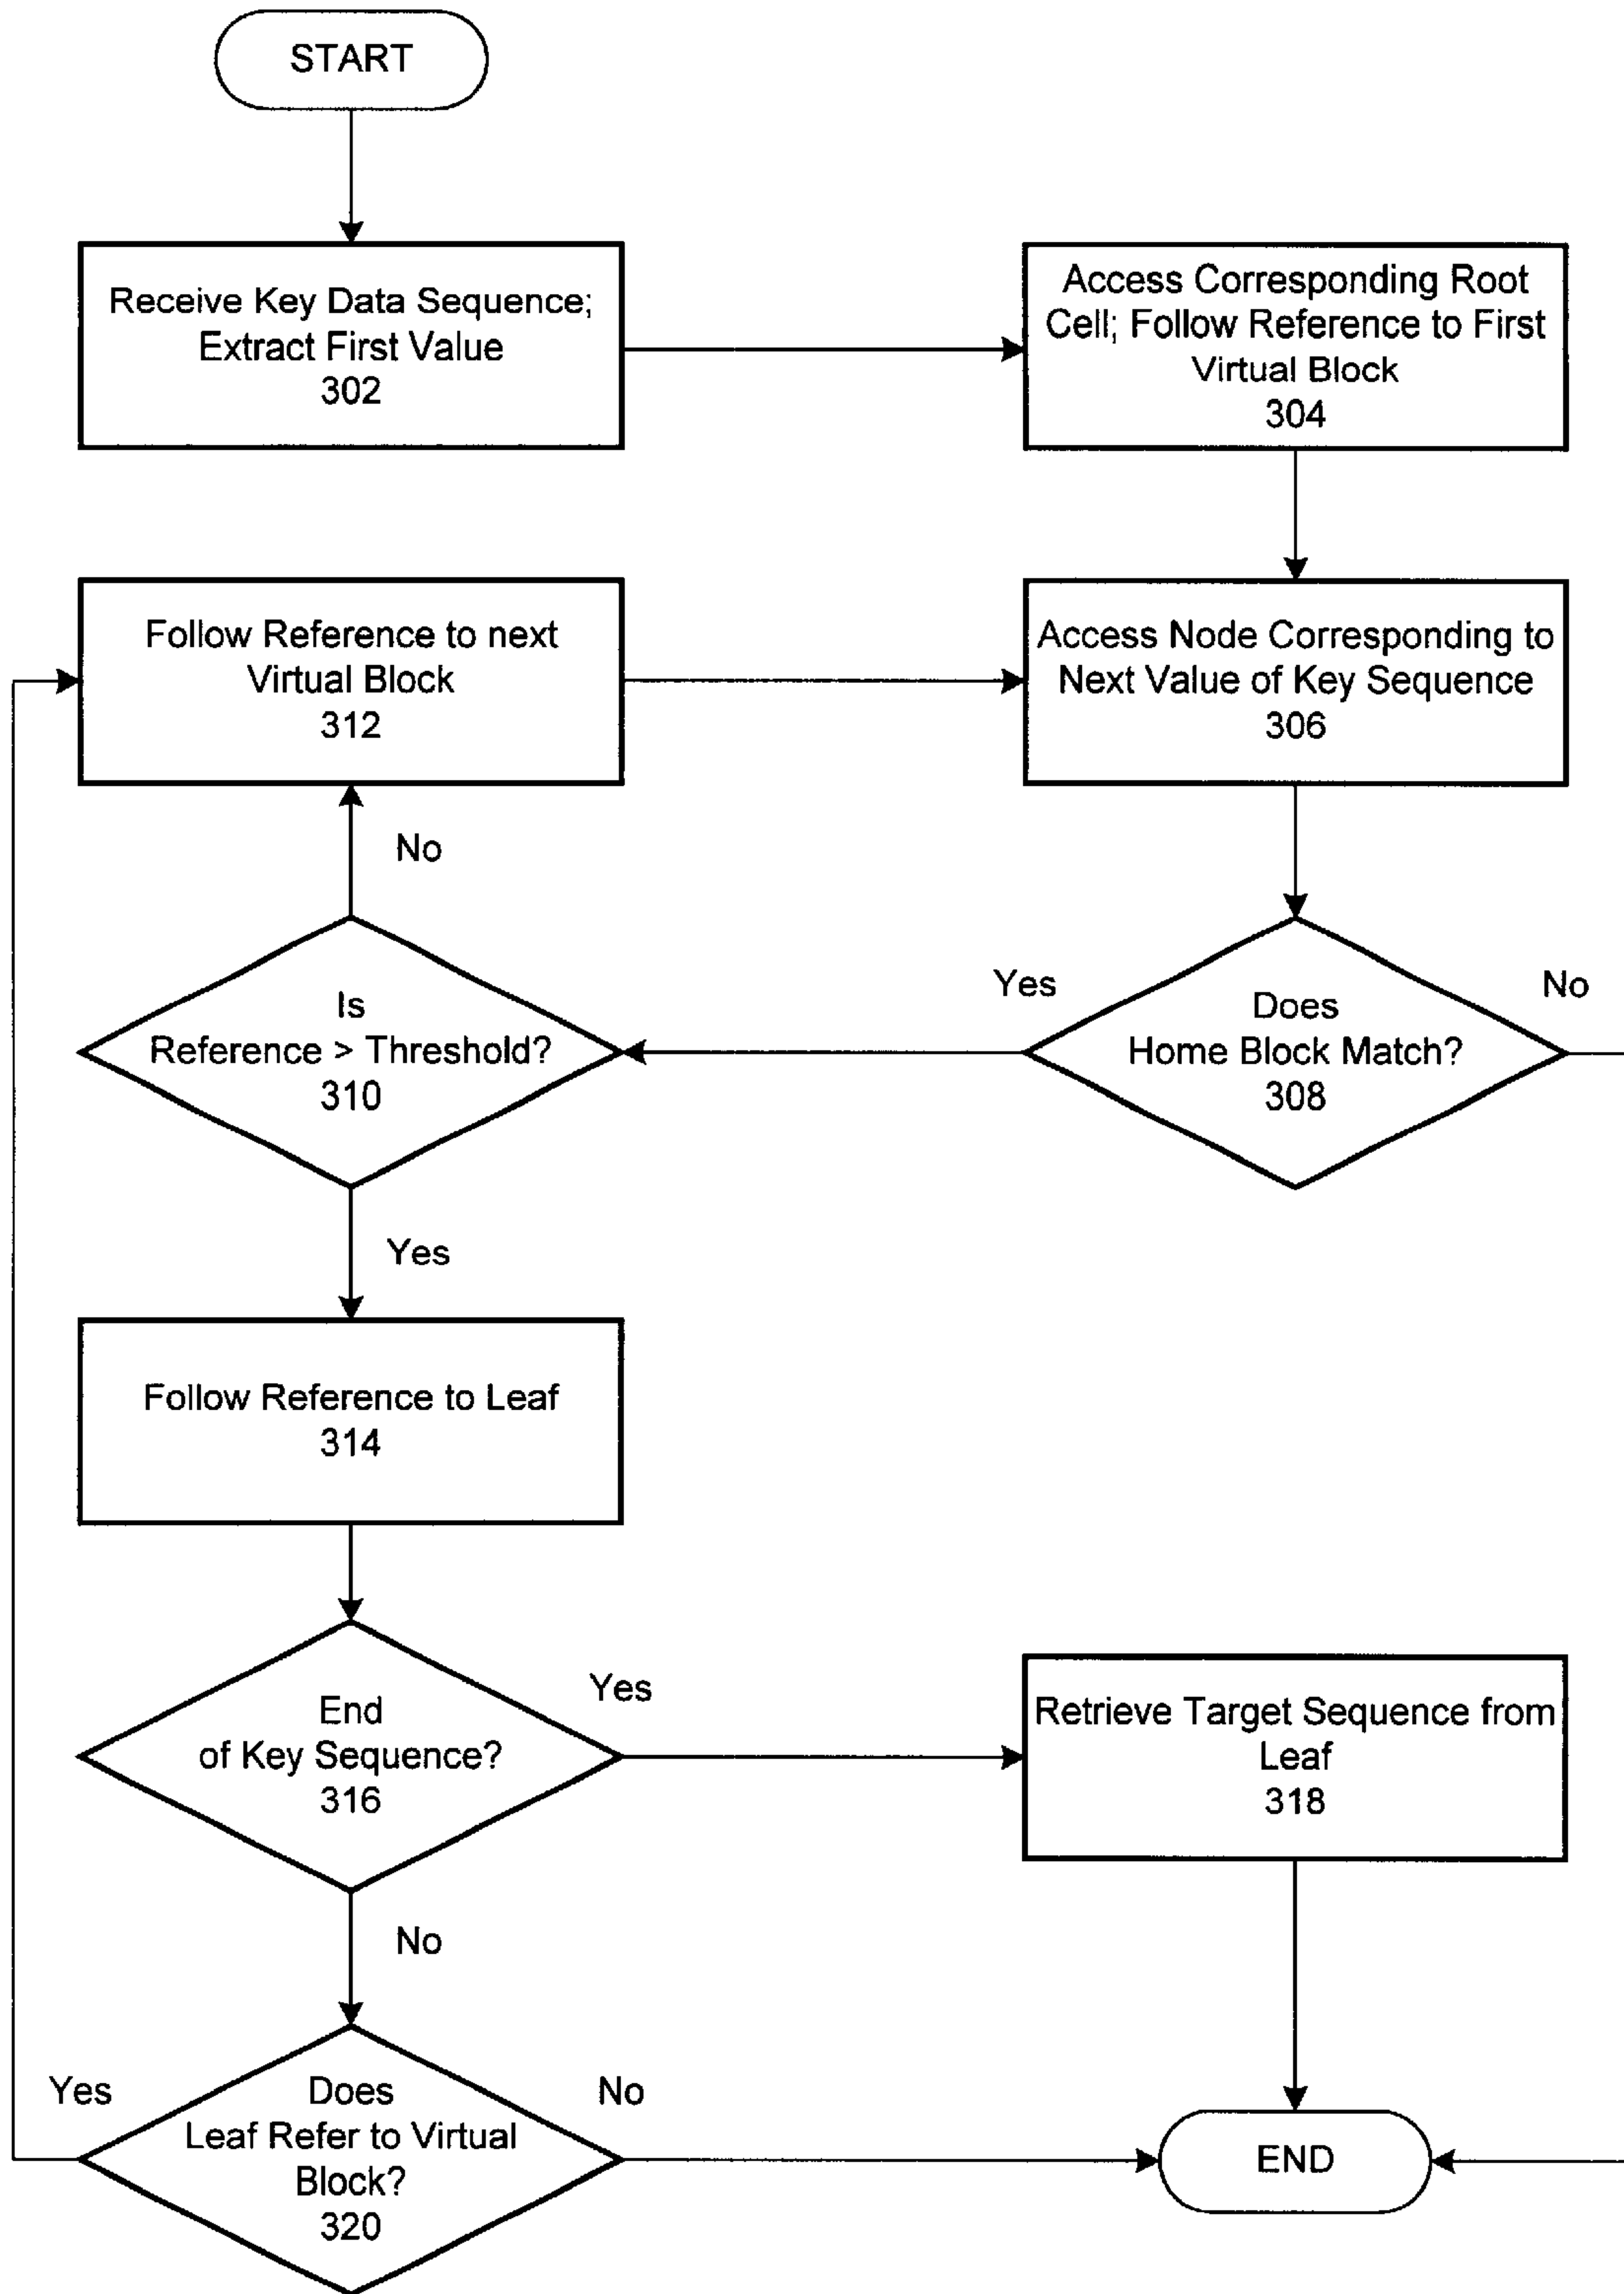 START
Receive Key Data Sequence;
Extract First Value
302
Access Corresponding Root
Cell; Follow Reference to First
Virtual Block
304
Follow Reference to next
Virtual Block
312
Access Node Corresponding to
Next Value of Key Sequence
306
No
Is
Reference > Threshold?
310
Yes
Does
Home Block Match?
308
No
Yes
Follow Reference to Leaf
314
End
of Key Sequence?
316
Yes
Retrieve Target Sequence from
Leaf
318
No
Yes
Does
Leaf Refer to Virtual
Block?
320
No
END